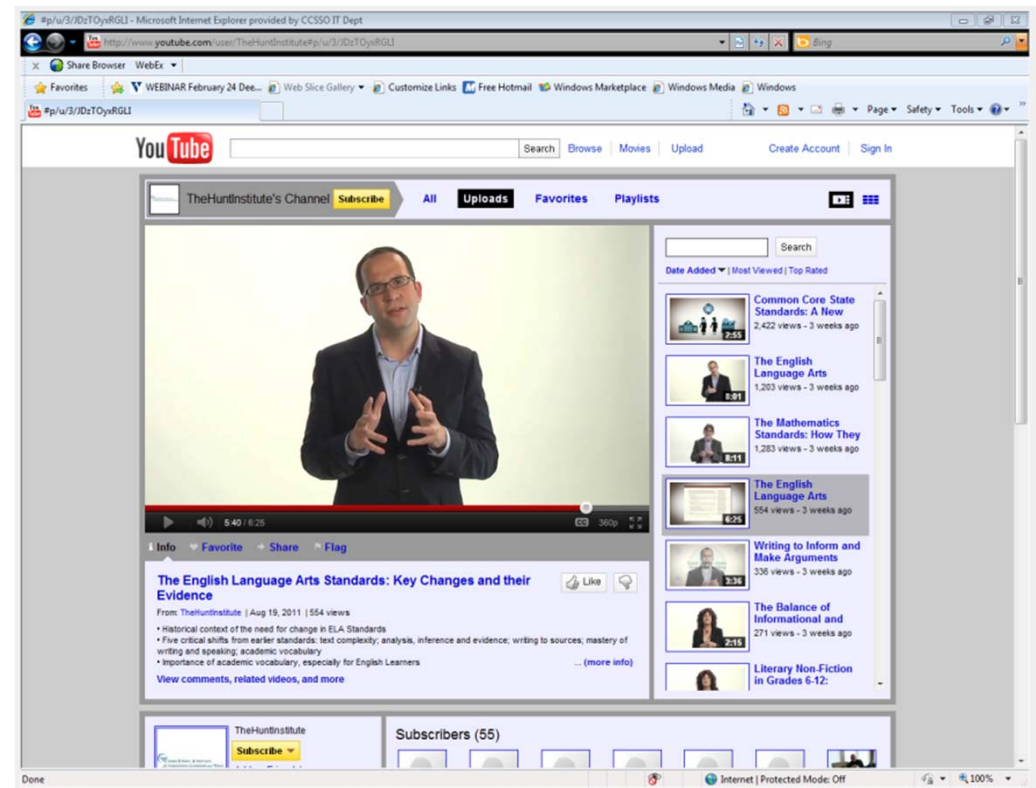 #p/u/3/JDzTOyxRGLI - Microsoft Internet Explorer provided by CCSSO IT Dept
http://www.youtube.com/user/TheHuntInstitute#p/u/3/JDzTOyxRGLI
Bing
x Share Browser WebEx
Favorites WEBINAR February 24 Dee... Web Slice Gallery Customize Links Free Hotmail Windows Marketplace Windows Media Windows
#p/u/3/JDzTOyxRGLI
Page Safety Tools
YouTube Search Browse Movies Upload Create Account Sign In
TheHuntInstitute's Channel Subscribe All Uploads Favorites Playlists
Search
Date Added | Most Viewed | Top Rated
Common Core State
Standards: A New
2,422 views - 3 weeks ago
2:55
The English
Language Arts
1,203 views - 3 weeks ago
8:01
The Mathematics
Standards: How They
1,283 views - 3 weeks ago
8:11
The English
Language Arts
554 views - 3 weeks ago
6:25
Writing to Inform and
Make Arguments
336 views - 3 weeks ago
3:36
The Balance of
Informational and
271 views - 3 weeks ago
2:15
Literary Non-Fiction
in Grades 6-12:
5:40 / 6:25 CC 360p
Info Favorite Share Flag
The English Language Arts Standards: Key Changes and their
Evidence
Like
From: TheHuntInstitute | Aug 19, 2011 | 554 views
• Historical context of the need for change in ELA Standards
• Five critical shifts from earlier standards: text complexity; analysis, inference and evidence; writing to sources; mastery of
writing and speaking; academic vocabulary
• Importance of academic vocabulary, especially for English Learners ... (more info)
View comments, related videos, and more
TheHuntInstitute
Subscribe
Subscribers (55)
Done Internet | Protected Mode: Off 100%